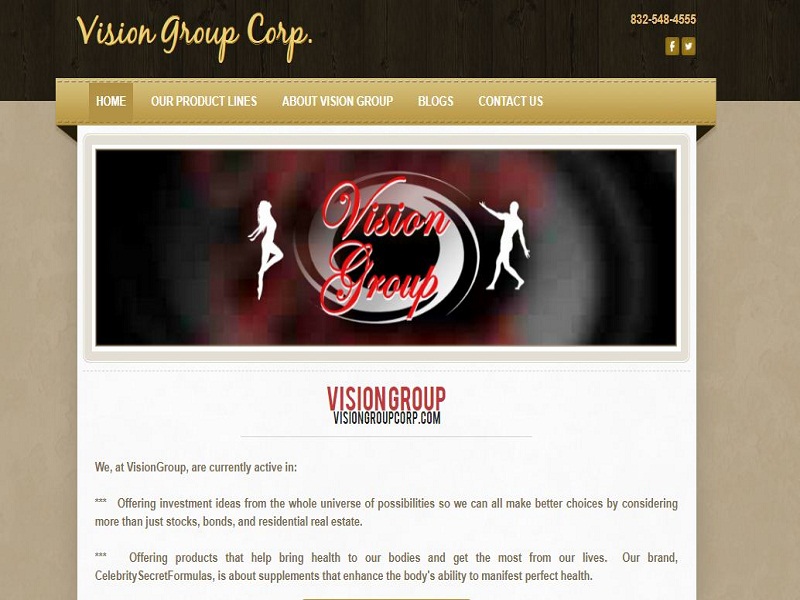 Vision Group Corp.
832-548-4555
HOME OUR PRODUCT LINES ABOUT VISION GROUP BLOGS CONTACT US
Vision
Group
VISION GROUP
VISIONGROUPCORP.COM
We, at VisionGroup, are currently active in:
*** Offering investment ideas from the whole universe of possibilities so we can all make better choices by considering
more than just stocks, bonds, and residential real estate.
*** Offering products that help bring health to our bodies and get the most from our lives. Our brand,
CelebritySecretFormulas, is about supplements that enhance the body's ability to manifest perfect health.